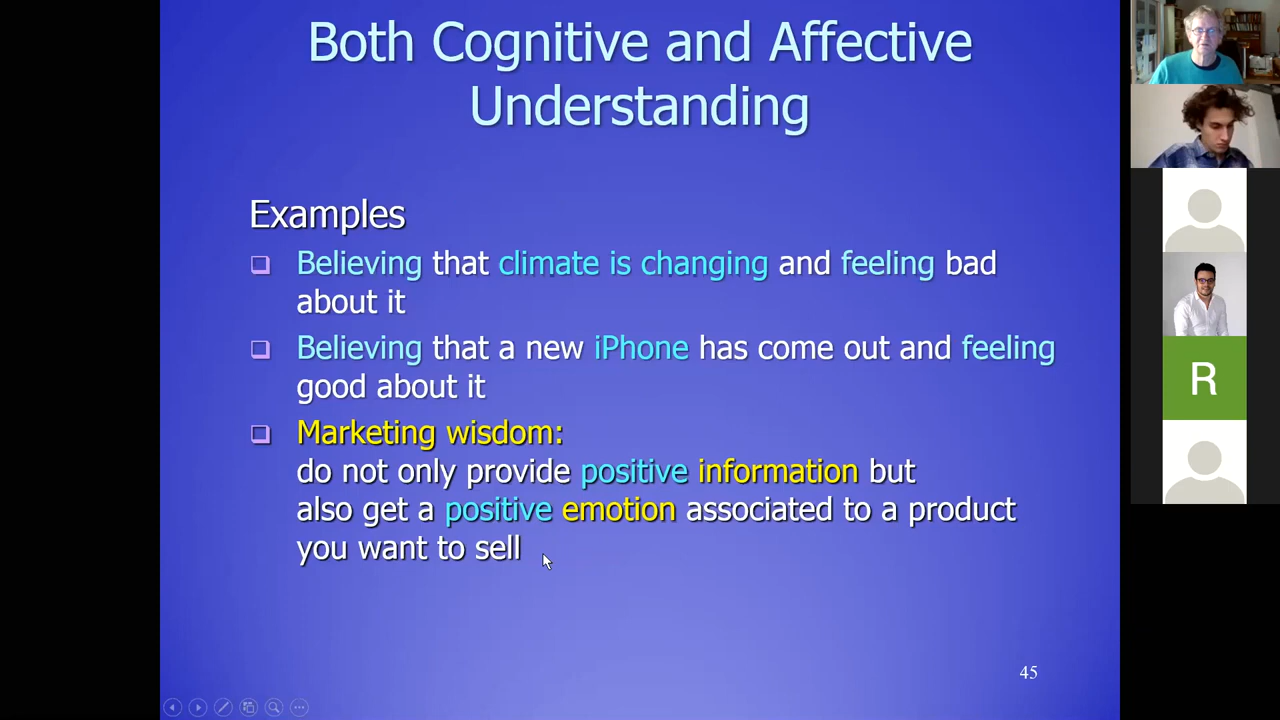 Both Cognitive and Affective
Understanding
Examples
Believing that climate is changing and feeling bad
about it
Believing that a new iPhone has come out and feeling
good about it
Marketing wisdom:
do not only provide positive information but
also get a positive emotion associated to a product
you want to sell
45
R